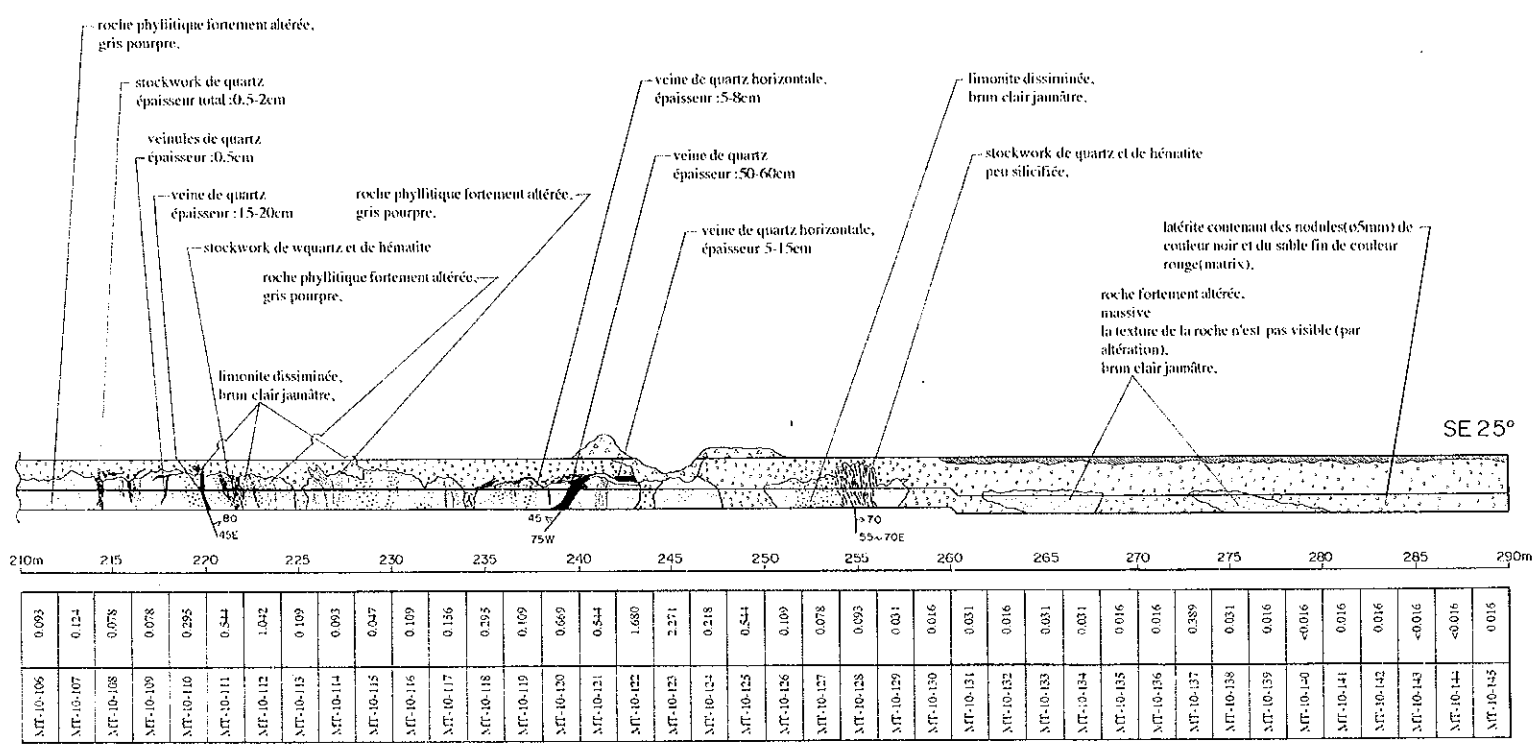 roche phyllitique fortement altérée,
gris pourpre.
stockwork de quartz
épaisseur total :0.5-2cm
veinules de quartz
épaisseur :0.5cm
veine de quartz
épaisseur :15-20cm
stockwork de wquartz et de hématite
roche phyllitique fortement altérée,
gris pourpre.
roche phyllitique fortement altérée,
gris pourpre.
limonite dissiminée,
brun clair jaunâtre.
veine de quartz horizontale,
épaisseur :5-8cm
veine de quartz
épaisseur :50-60cm
veine de quartz horizontale,
épaisseur 5-15cm
limonite dissiminée,
brun clair jaunâtre.
stockwork de quartz et de hématite
peu silicifiée.
latérite contenant des nodules(ø5mm) de
couleur noir et du sable fin de couleur
rouge(matrix).
roche fortement altérée.
massive
la texture de la roche n'est pas visible (par
altération).
brun clair jaunâtre.
SE 25°
80
45E
45
75W
70
55~70E
210m 215 220 225 230 235 240 245 250 255 260 265 270 275 280 285 290m
0.093 0.124 0.078 0.078 0.295 0.544 1.042 0.109 0.093 0.047 0.109 0.156 0.295 0.109 0.669 0.544 1.680 2.271 0.218 0.544 0.109 0.078 0.093 0.031 0.016 0.031 0.016 0.031 0.031 0.016 0.016 0.389 0.031 0.016 <0.016 0.016 0.016 <0.016 <0.016 0.016
MT-10-106 MT-10-107 MT-10-108 MT-10-109 MT-10-110 MT-10-111 MT-10-112 MT-10-113 MT-10-114 MT-10-115 MT-10-116 MT-10-117 MT-10-118 MT-10-119 MT-10-120 MT-10-121 MT-10-122 MT-10-123 MT-10-124 MT-10-125 MT-10-126 MT-10-127 MT-10-128 MT-10-129 MT-10-130 MT-10-131 MT-10-132 MT-10-133 MT-10-134 MT-10-135 MT-10-136 MT-10-137 MT-10-138 MT-10-139 MT-10-140 MT-10-141 MT-10-142 MT-10-143 MT-10-144 MT-10-145